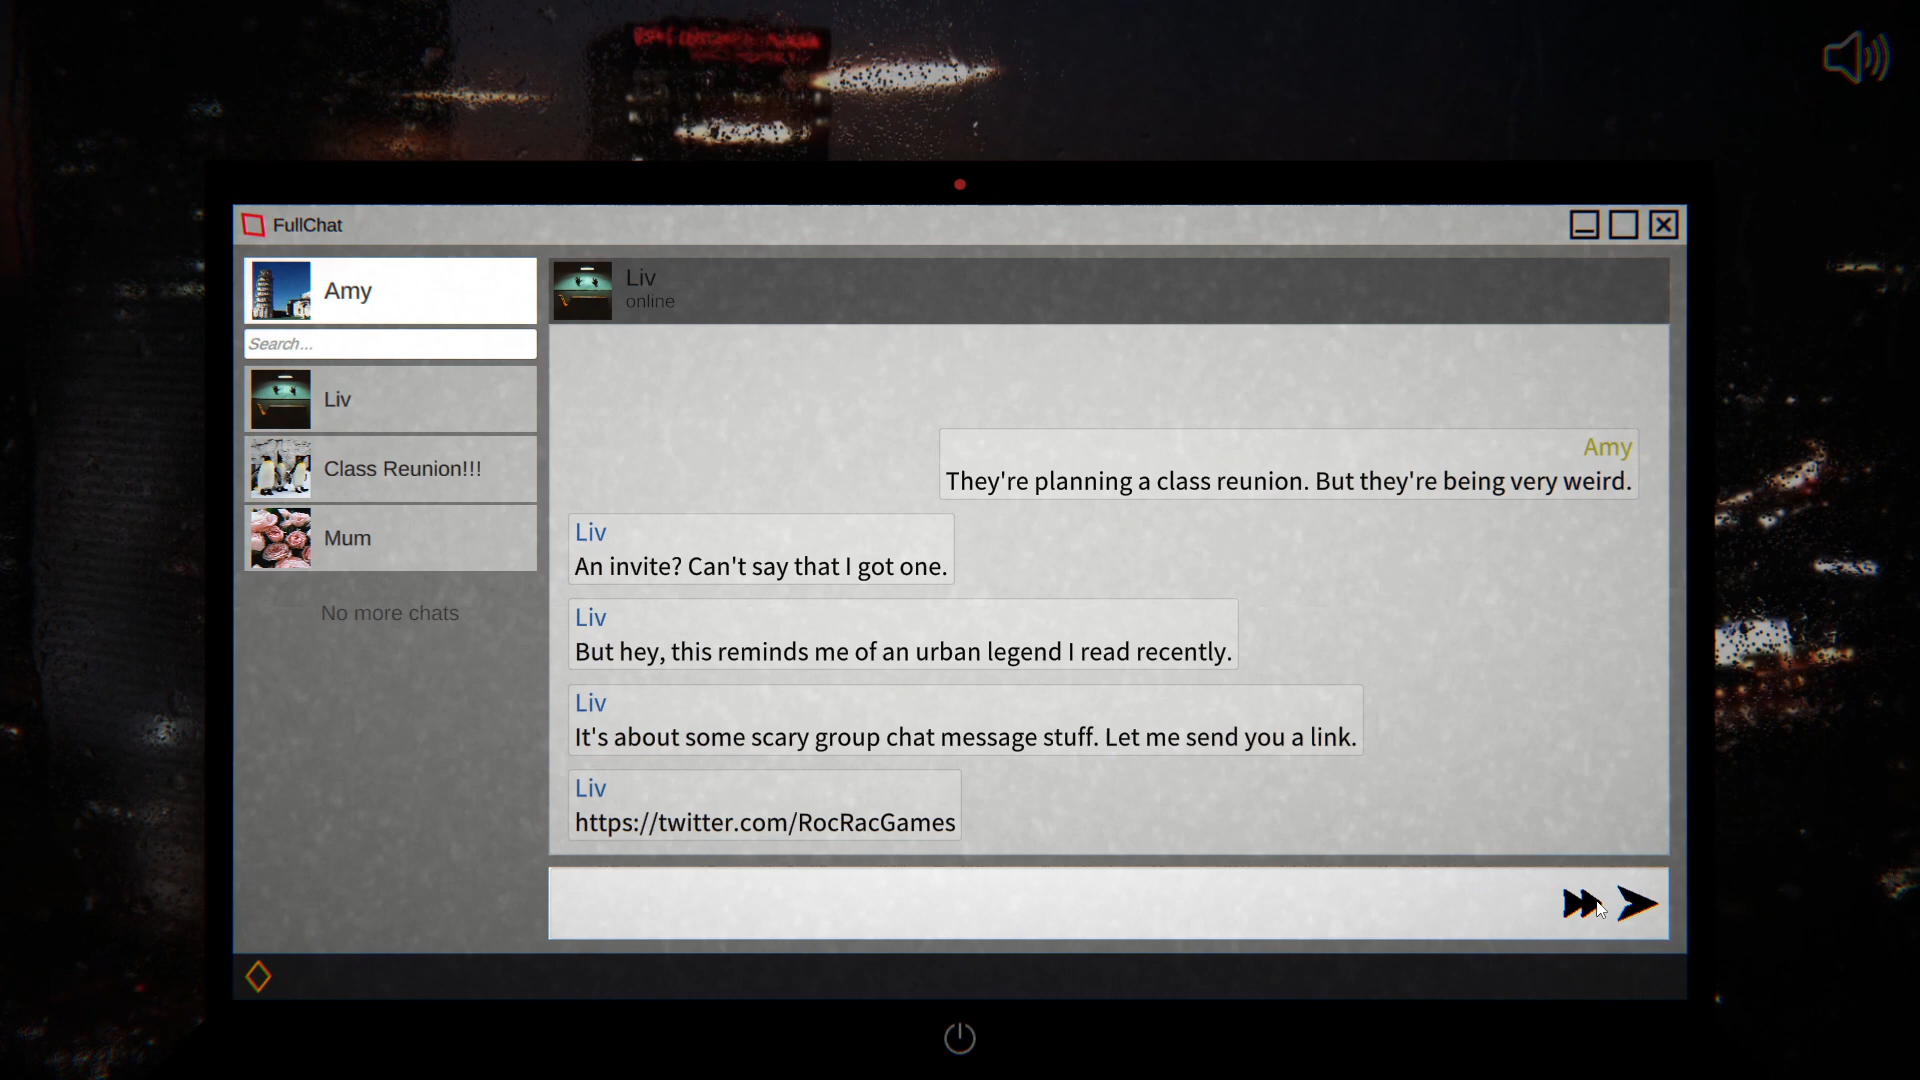 FullChat
Amy
Search...
Liv
Class Reunion!!!
Mum
No more chats
Liv
online
Amy
They're planning a class reunion. But they're being very weird.
Liv
An invite? Can't say that I got one.
Liv
But hey, this reminds me of an urban legend I read recently.
Liv
It's about some scary group chat message stuff. Let me send you a link.
Liv
https://twitter.com/RocRacGames